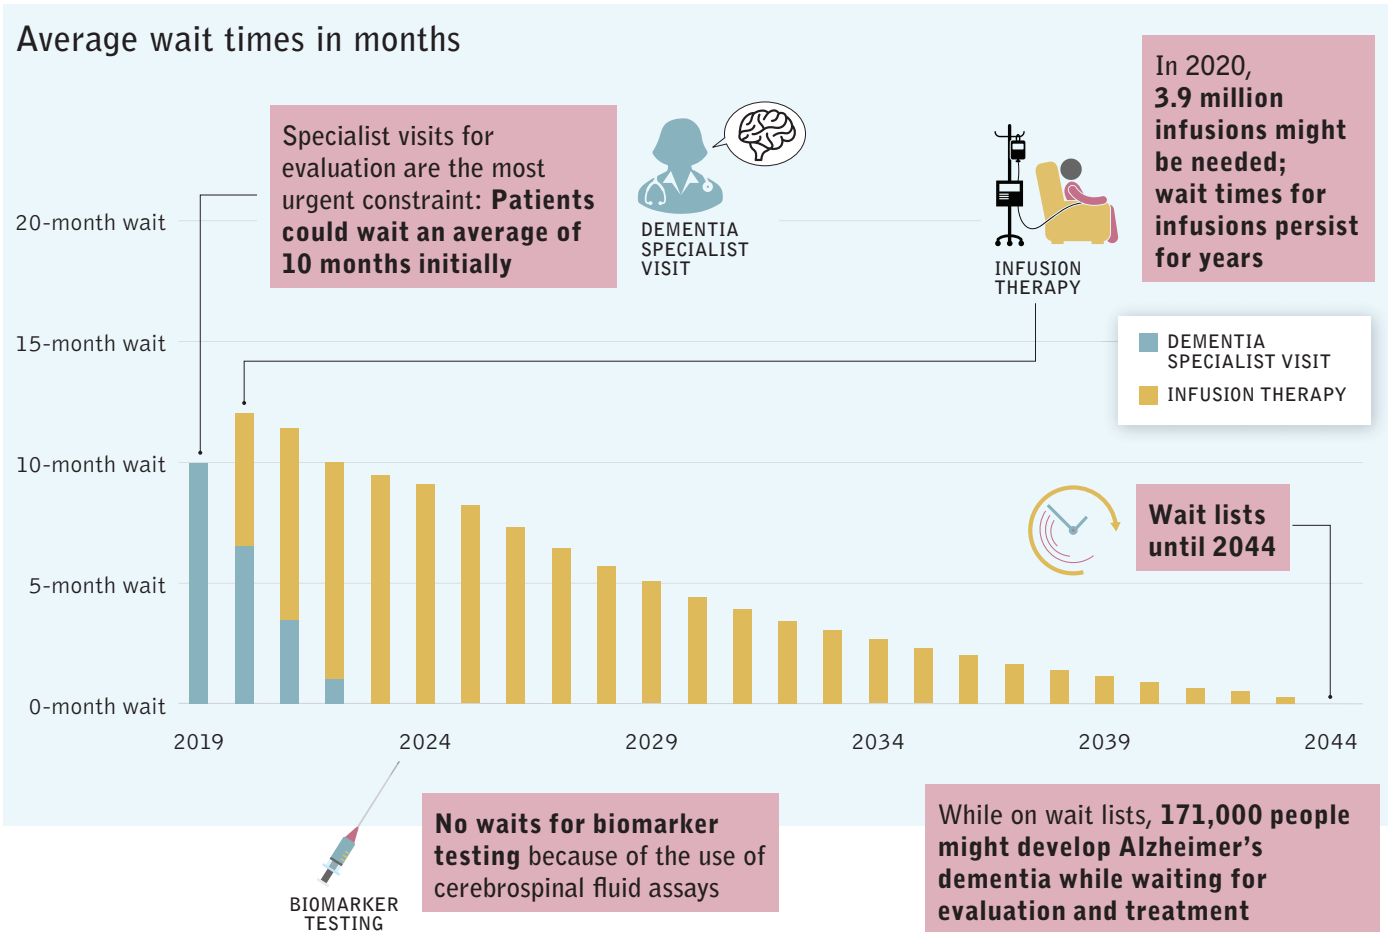 Average wait times in months
Specialist visits for
evaluation are the most
urgent constraint: Patients
could wait an average of
10 months initially
DEMENTIA
SPECIALIST
VISIT
INFUSION
THERAPY
In 2020,
3.9 million
infusions might
be needed;
wait times for
infusions persist
for years
DEMENTIA
SPECIALIST VISIT
INFUSION THERAPY
20-month wait
15-month wait
10-month wait
5-month wait
0-month wait
Wait lists
until 2044
2019
2024
2029
2034
2039
2044
BIOMARKER
TESTING
No waits for biomarker
testing because of the use of
cerebrospinal fluid assays
While on wait lists, 171,000 people
might develop Alzheimer’s
dementia while waiting for
evaluation and treatment